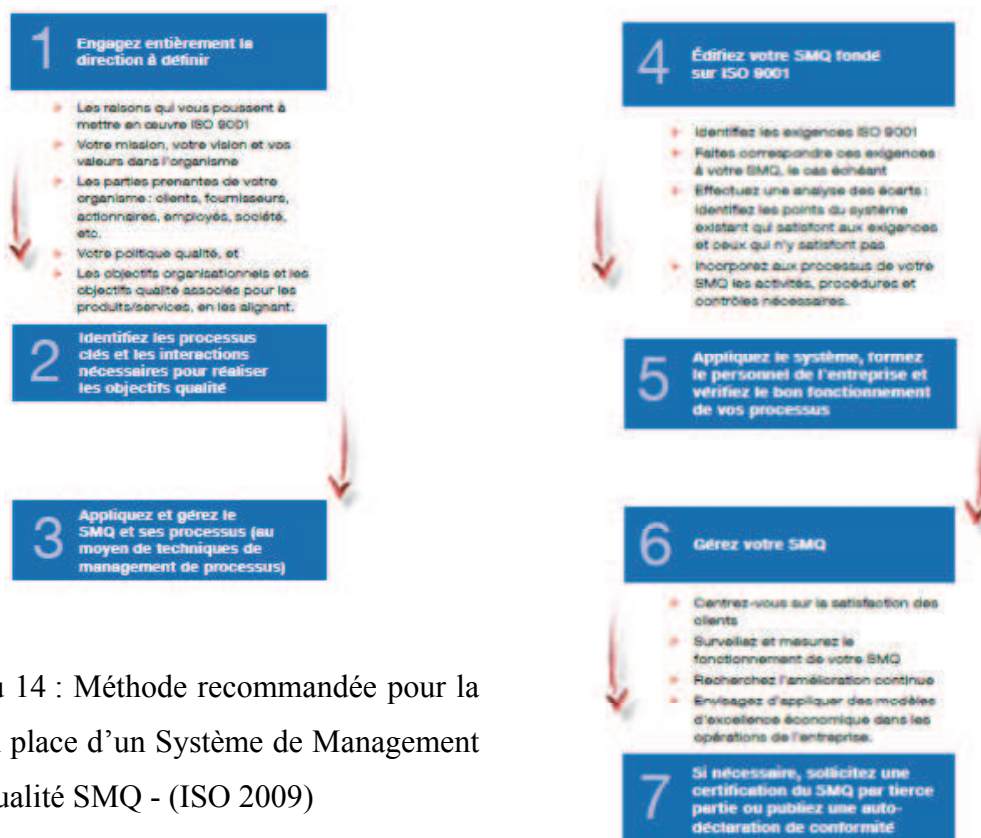 1
Engagez entièrement la
direction à définir
Les raisons qui vous poussent à
mettre en œuvre ISO 9001
Votre mission, votre vision et vos
valeurs dans l'organisme
Les parties prenantes de votre
organisme : clients, fournisseurs,
actionnaires, employés, société,
etc.
Votre politique qualité, et
Les objectifs organisationnels et les
objectifs qualité associés pour les
produits/services, en les alignant.
2
Identifiez les processus
clés et les interactions
nécessaires pour réaliser
les objectifs qualité
3
Appliquez et gérez le
SMQ et ses processus (au
moyen de techniques de
management de processus)
u 14 : Méthode recommandée pour la
place d'un Système de Management
ualité SMQ - (ISO 2009)
4
Édifiez votre SMQ fondé
sur ISO 9001
Identifiez les exigences ISO 9001
Faites correspondre ces exigences
à votre SMQ, le cas échéant
Effectuez une analyse des écarts :
identifiez les points du système
existant qui satisfont aux exigences
et ceux qui n'y satisfont pas
Incorporez aux processus de votre
SMQ les activités, procédures et
contrôles nécessaires.
5
Appliquez le système, formez
le personnel de l'entreprise et
vérifiez le bon fonctionnement
de vos processus
6
Gérez votre SMQ
Centrez-vous sur la satisfaction des
clients
Surveillez et mesurez le
fonctionnement de votre SMQ
Recherchez l'amélioration continue
Envisagez d'appliquer des modèles
d'excellence économique dans les
opérations de l'entreprise.
7
Si nécessaire, sollicitez une
certification du SMQ par tierce
partie ou publiez une auto-
déclaration de conformité